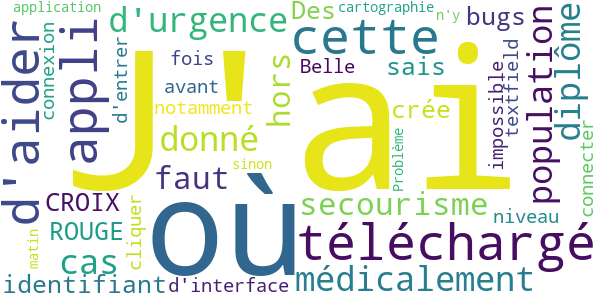 application
d'urgence
Des
cartographie
n'y
bugs
cette
J'ai
appli
d'aider
connexion
d'entrer
fois
avant
notamment
hors
Belle
sais
crée
impossible
textfield
population
diplôme
connecter
donné
sinon
faut
où
Problème
CROIX
ROUGE
cliquer
secourisme
niveau
téléchargé
matin
cas
identifiant
d'interface
médicalement